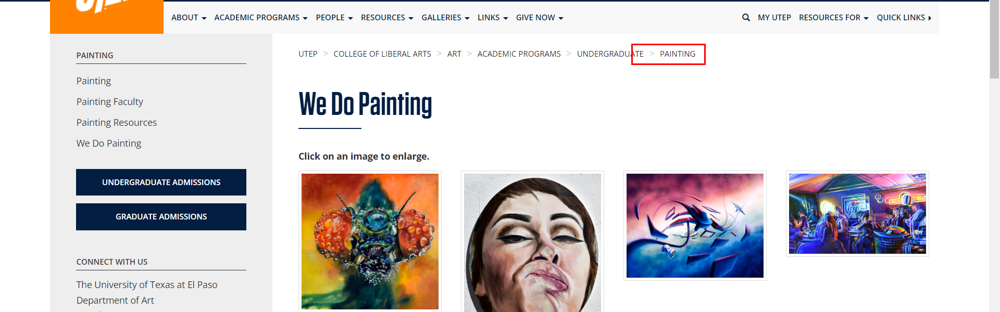 ABOUT ACADEMIC PROGRAMS PEOPLE RESOURCES GALLERIES LINKS GIVE NOW MY UTEP RESOURCES FOR QUICK LINKS
PAINTING
Painting
Painting Faculty
Painting Resources
We Do Painting
UNDERGRADUATE ADMISSIONS
GRADUATE ADMISSIONS
CONNECT WITH US
The University of Texas at El Paso
Department of Art
UTEP > COLLEGE OF LIBERAL ARTS > ART > ACADEMIC PROGRAMS > UNDERGRADUATE > PAINTING
We Do Painting
Click on an image to enlarge.